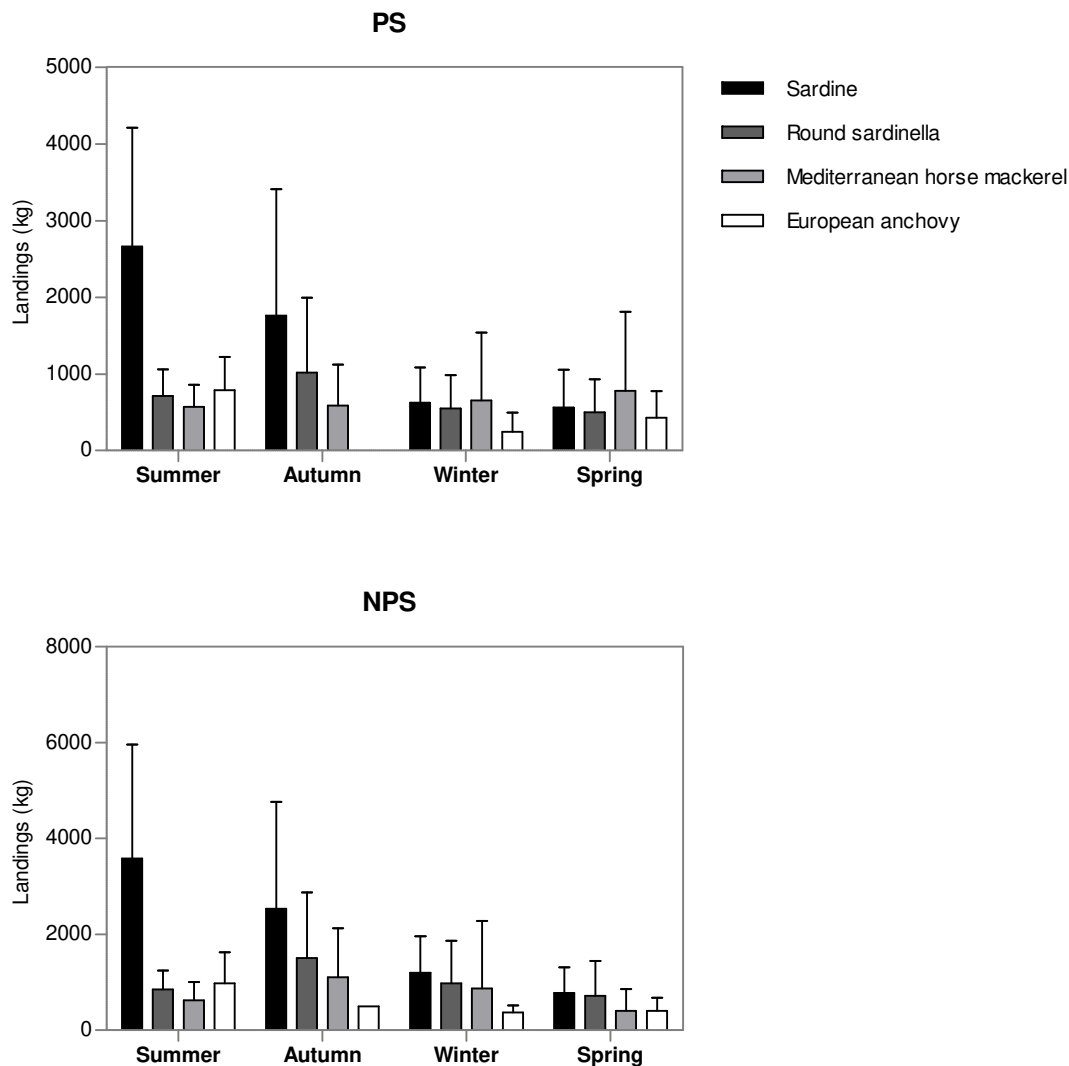 PS
Landings (kg)
5000
4000
3000
2000
1000
0
Summer Autumn Winter Spring
Sardine
Round sardinella
Mediterranean horse mackerel
European anchovy
NPS
Landings (kg)
8000
6000
4000
2000
0
Summer Autumn Winter Spring